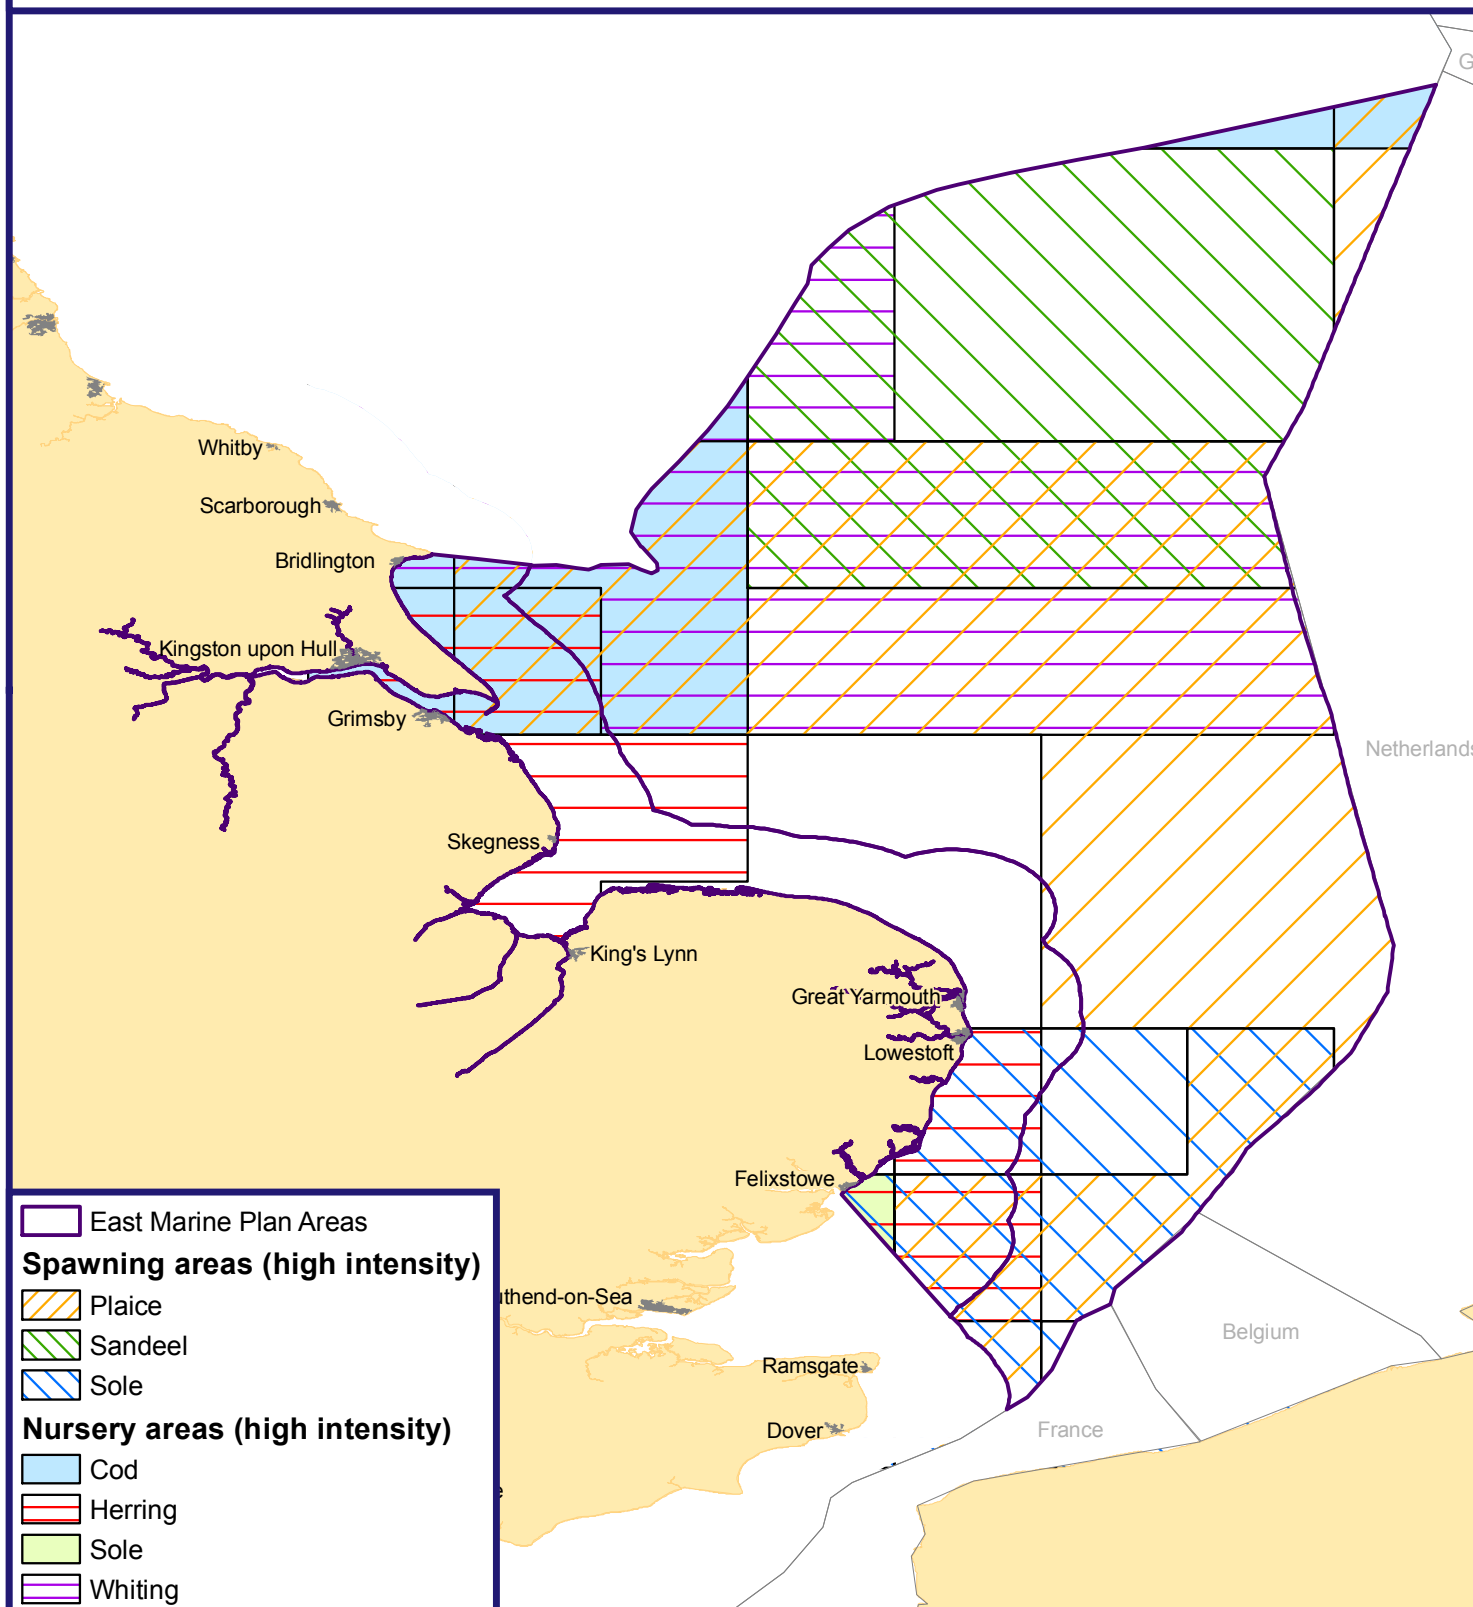 G
Whitby
Scarborough
Bridlington
Kingston upon Hull
Grimsby
Netherlands
Skegness
King's Lynn
Great Yarmouth
Lowestoft
Felixstowe
uthend-on-Sea
Ramsgate
Dover
Belgium
France
East Marine Plan Areas
Spawning areas (high intensity)
Plaice
Sandeel
Sole
Nursery areas (high intensity)
Cod
Herring
Sole
Whiting